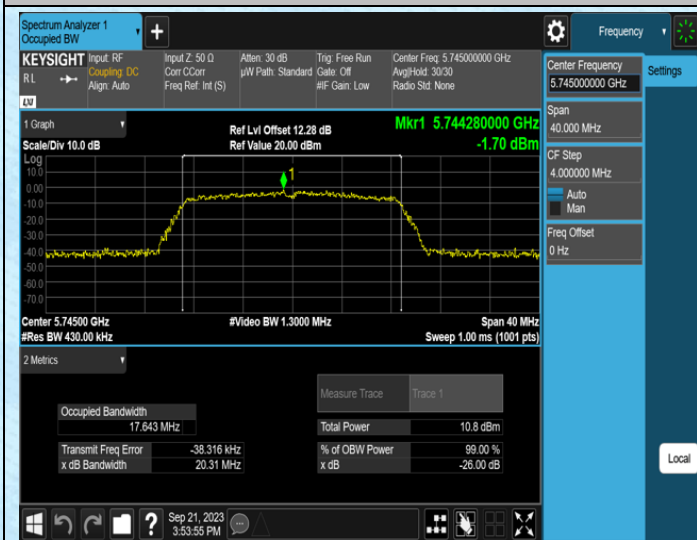 Spectrum Analyzer 1
Occupied BW
+
Frequency
KEYSIGHT
RL
LXI
Input: RF
Coupling: DC
Align: Auto
Input Z: 50 Ω
Corr CCorr
Freq Ref: Int (S)
Atten: 30 dB
µW Path: Standard
Trig: Free Run
Gate: Off
#IF Gain: Low
Center Freq: 5.745000000 GHz
Avg|Hold: 30/30
Radio Std: None
Center Frequency
5.745000000 GHz
Settings
Span
40.000 MHz
CF Step
4.000000 MHz
Auto
Man
Freq Offset
0 Hz
1 Graph
Scale/Div 10.0 dB
Ref Lvl Offset 12.28 dB
Ref Value 20.00 dBm
Mkr1 5.744280000 GHz
-1.70 dBm
Log
10.0
0.00
-10.0
-20.0
-30.0
-40.0
-50.0
-60.0
-70.0
1
Center 5.74500 GHz
#Res BW 430.00 kHz
#Video BW 1.3000 MHz
Span 40 MHz
Sweep 1.00 ms (1001 pts)
2 Metrics
Measure Trace Trace 1
Occupied Bandwidth
17.643 MHz
Total Power 10.8 dBm
Transmit Freq Error -38.316 kHz
x dB Bandwidth 20.31 MHz
% of OBW Power 99.00 %
x dB -26.00 dB
Local
?
Sep 21, 2023
3:53:55 PM